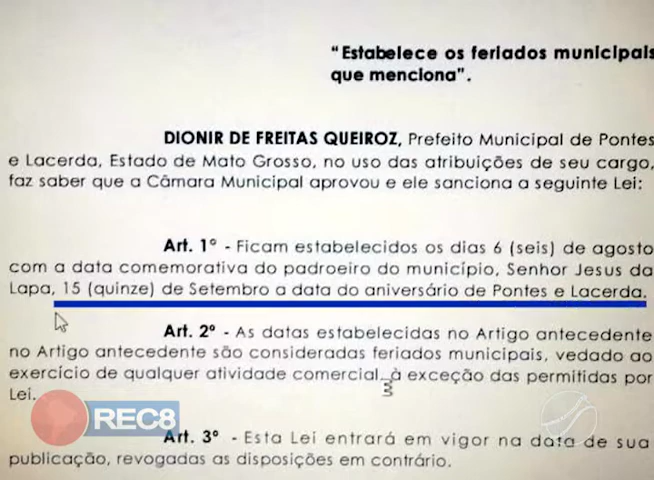 “Estabelece os feriados municipais
que menciona”.
DIONIR DE FREITAS QUEIROZ, Prefeito Municipal de Pontes
e Lacerda, Estado de Mato Grosso, no uso das atribuições de seu cargo,
faz saber que a Câmara Municipal aprovou e ele sanciona a seguinte Lei:
Art. 1º - Ficam estabelecidos os dias 6 (seis) de agosto
com a data comemorativa do padroeiro do município, Senhor Jesus da
Lapa, 15 (quinze) de Setembro a data do aniversário de Pontes e Lacerda.
Art. 2º - As datas estabelecidas no Artigo antecedente
no Artigo antecedente são consideradas feriados municipais, vedado ao
exercício de qualquer atividade comercial, à exceção das permitidas por
Lei.
REC8
Art. 3º - Esta Lei entrará em vigor na data de sua
publicação, revogadas as disposições em contrário.